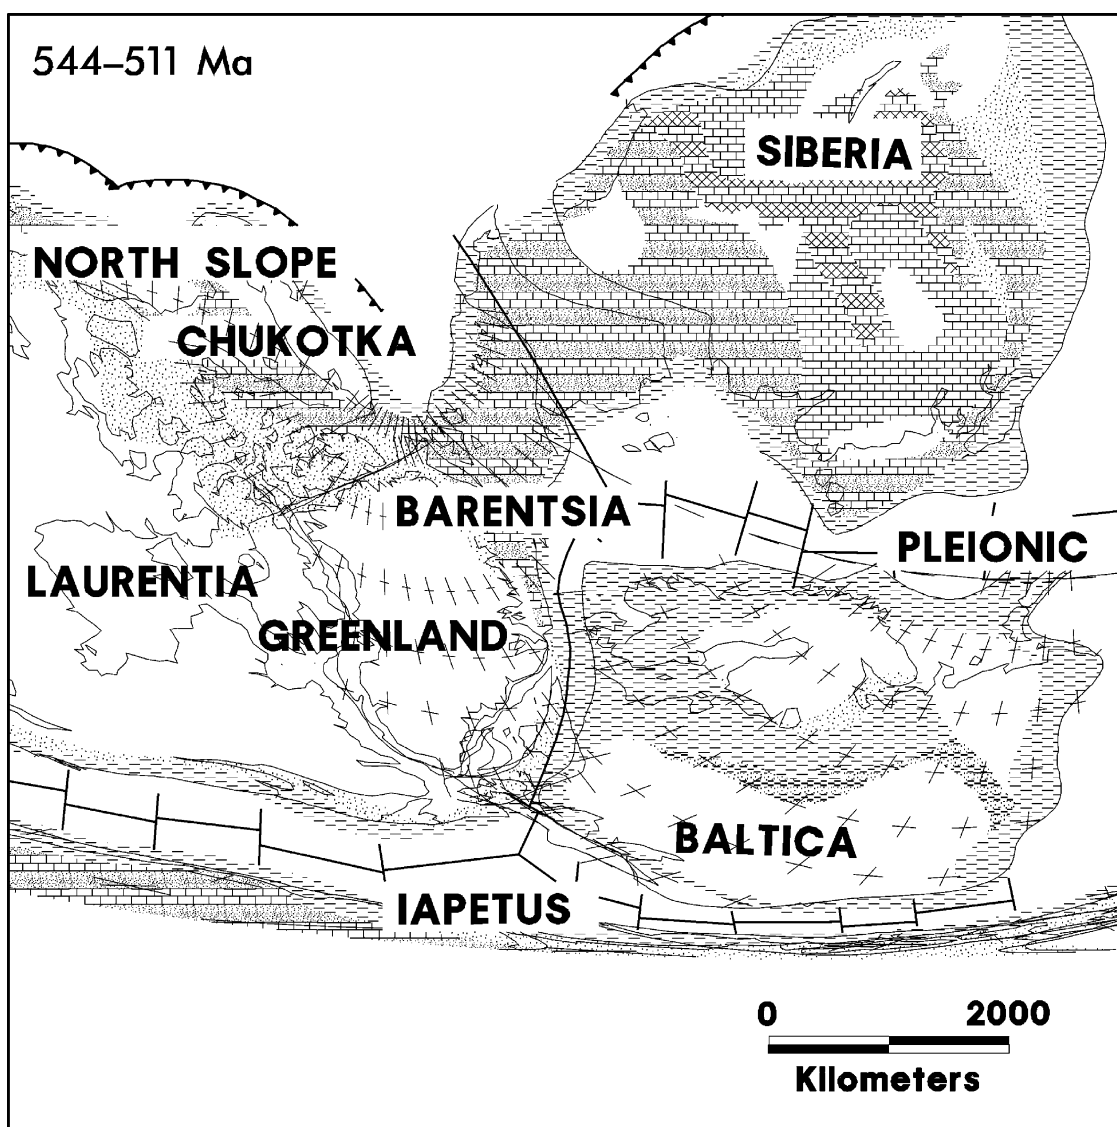 544–511 Ma
SIBERIA
NORTH SLOPE
CHUKOTKA
BARENTSIA
PLEIONIC
LAURENTIA
GREENLAND
BALTICA
IAPETUS
0 2000
Kilometers